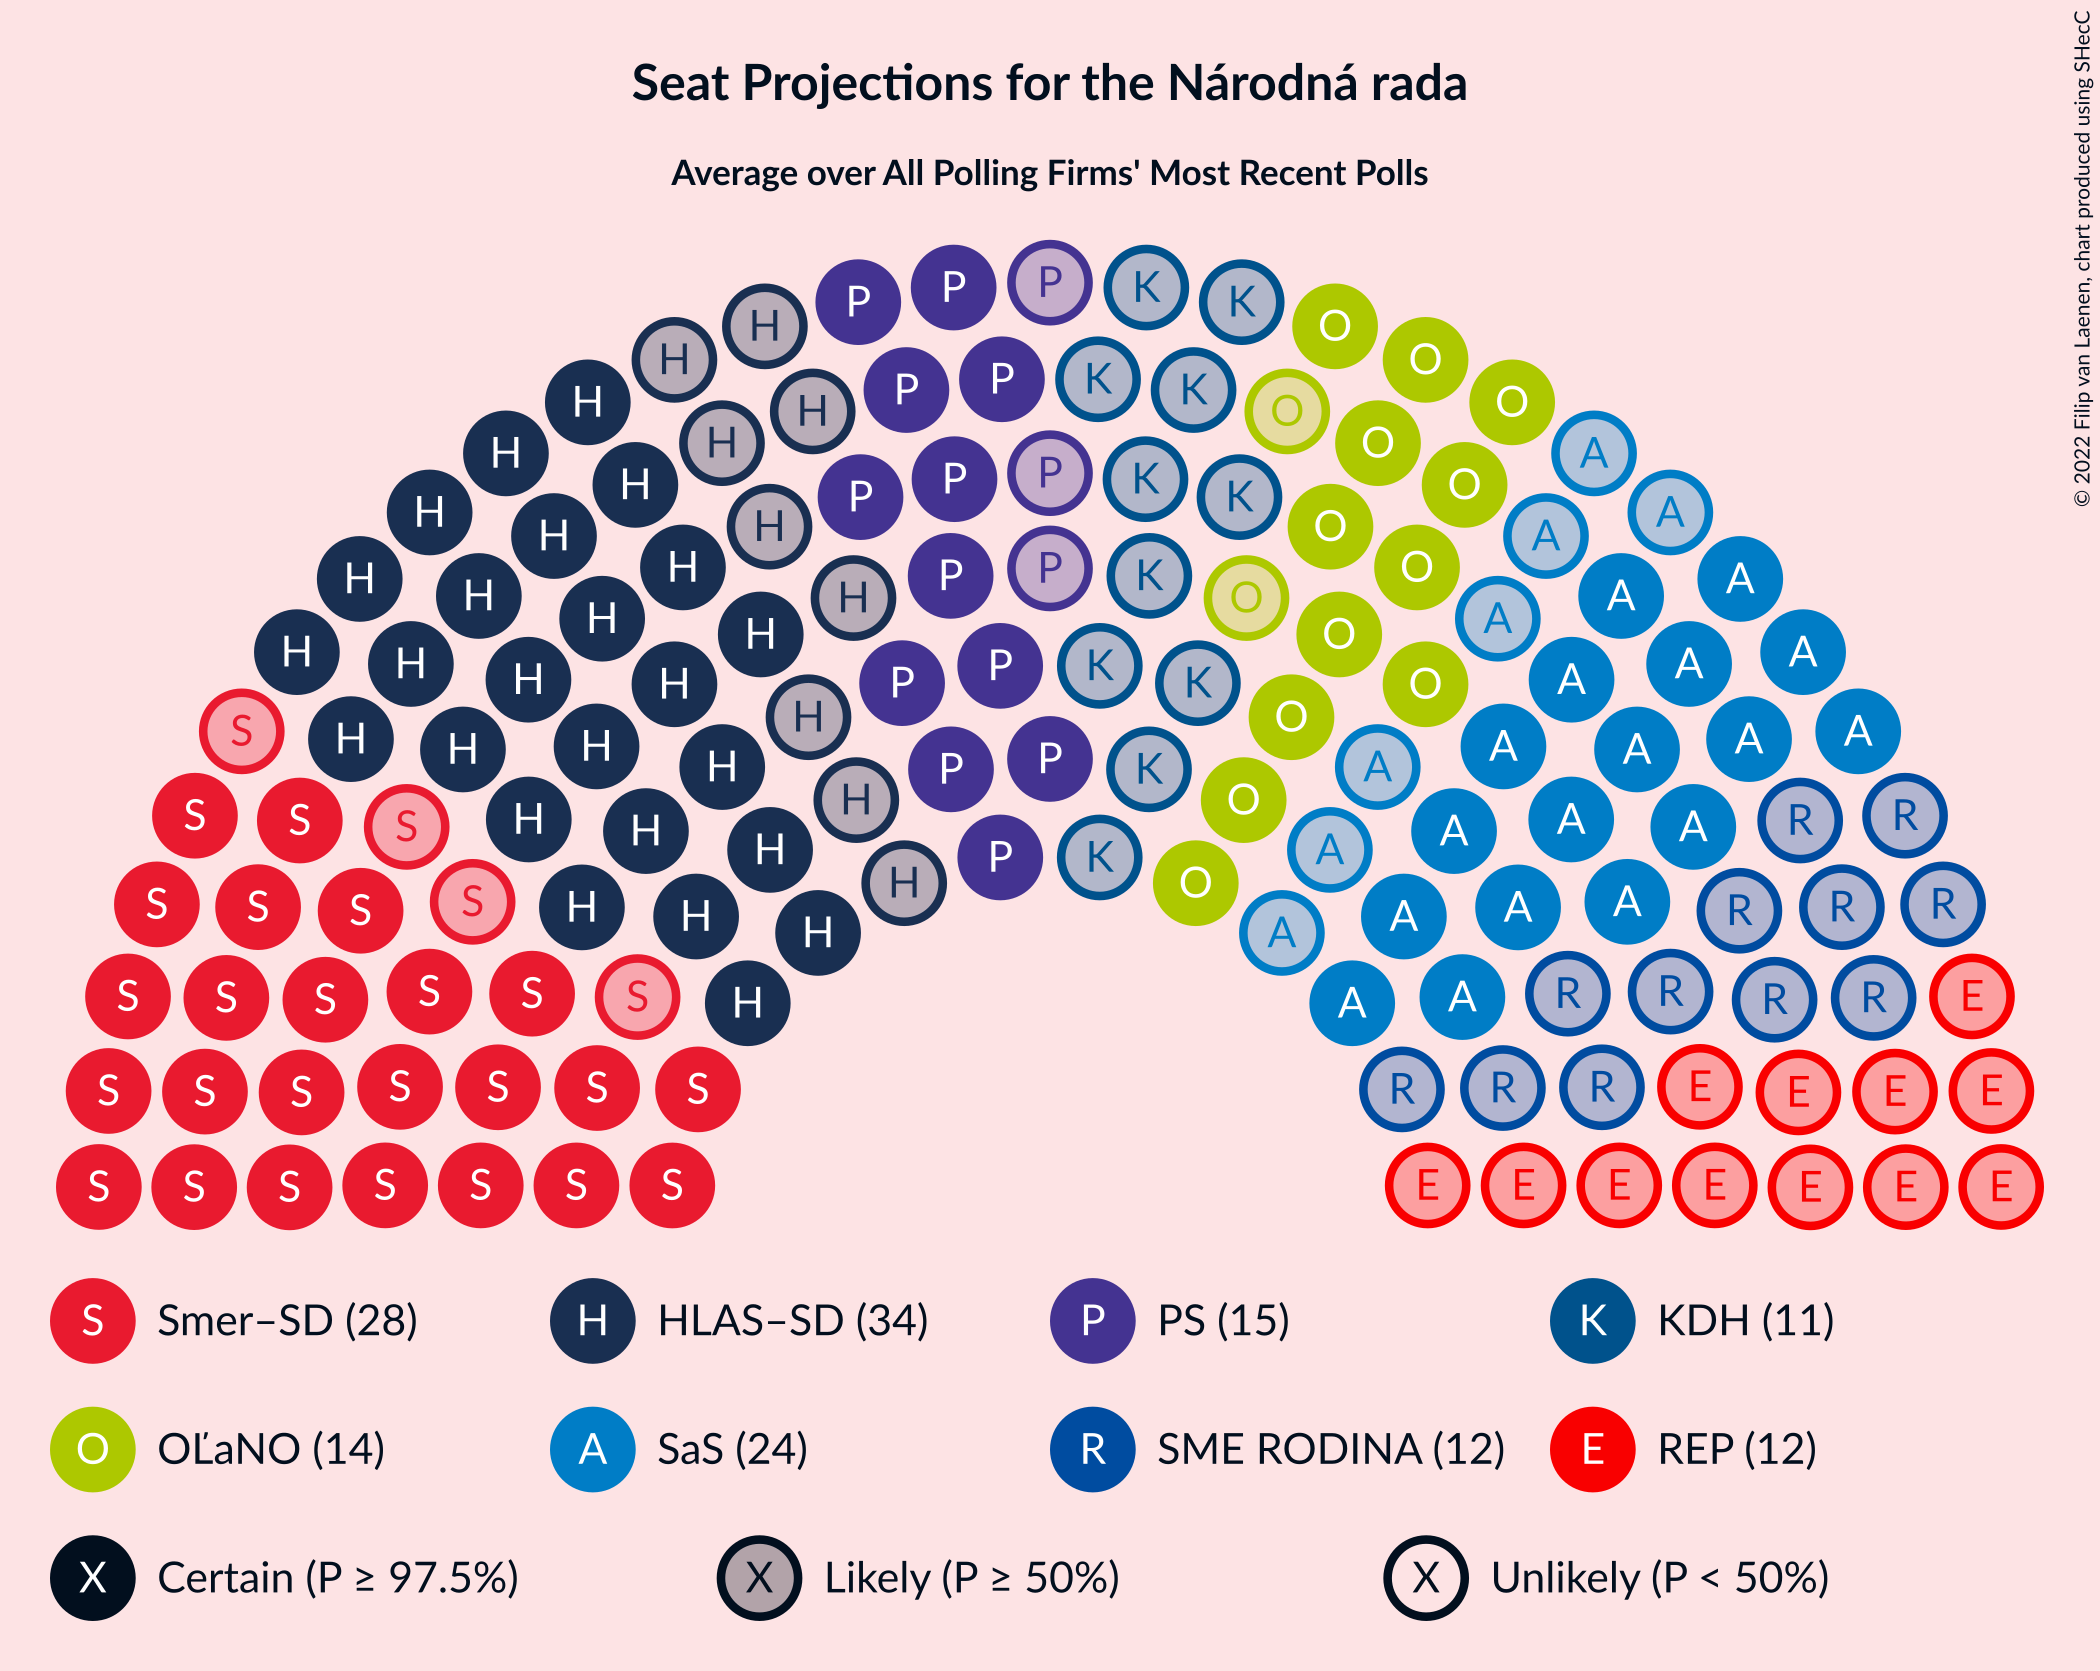 Seat Projections for the Národná rada
Average over All Polling Firms' Most Recent Polls
© 2022 Filip van Laenen, chart produced using SHecC
H H P P P K K O O
H H H P P K K O O O O
H H H H P P P K K O O A A
H H H H P P K O O A A A
H H H H H P P K K O O A A A A
S H H H H H P P K O A A A A A
S S S H H H H P K O A A A A R R
S S S S H H H H O A A A A R R R
S S S S S S H A A R R R R E
S S S S S S S R R R E E E E
S S S S S S S E E E E E E E
S Smer–SD (28) H HLAS–SD (34) P PS (15) K KDH (11)
O OĽaNO (14) A SaS (24) R SME RODINA (12) E REP (12)
X Certain (P ≥ 97.5%) X Likely (P ≥ 50%) X Unlikely (P < 50%)